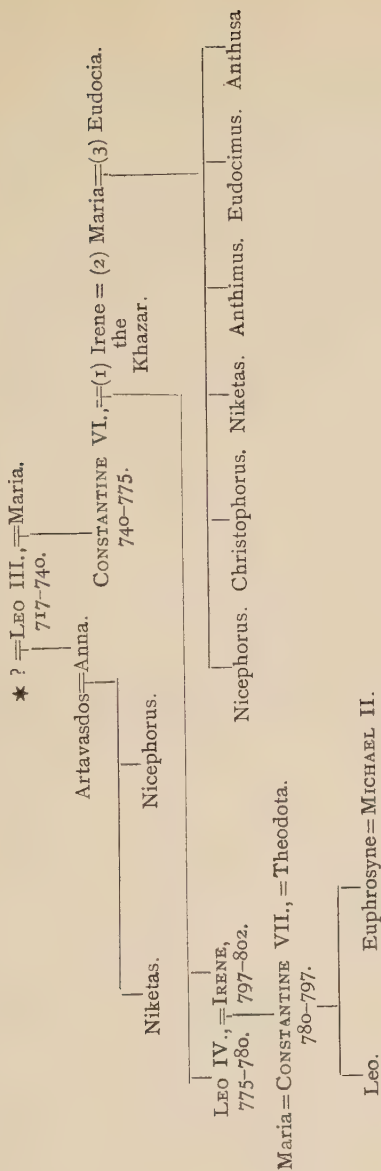 ★ ? = LEO III., = Maria.
717–740.
Artavasdos = Anna.
CONSTANTINE VI., = (1) Irene = (2) Maria = (3) Eudocia.
740–775.
the
Khazar.
Niketas.
Nicephorus.
Nicephorus. Christophorus. Niketas. Anthimus. Eudocimus. Anthusa
LEO IV., = IRENE,
775–780. 797–802.
Maria = CONSTANTINE VII., = Theodota.
780–797.
Leo.
Euphrosyne = MICHAEL II.